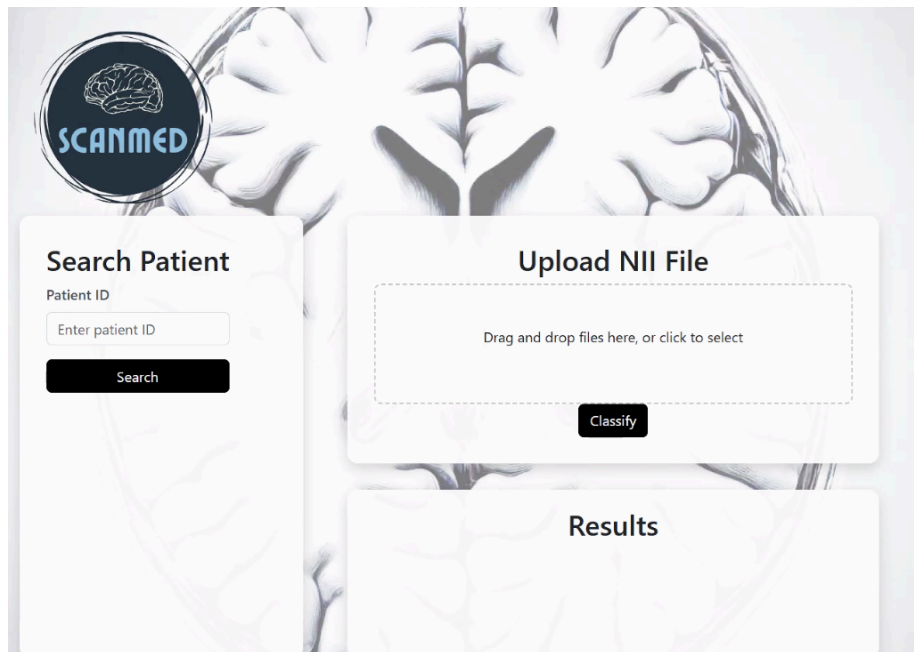 SCANMED
Search Patient
Patient ID
Enter patient ID
Search
Upload NII File
Drag and drop files here, or click to select
Classify
Results